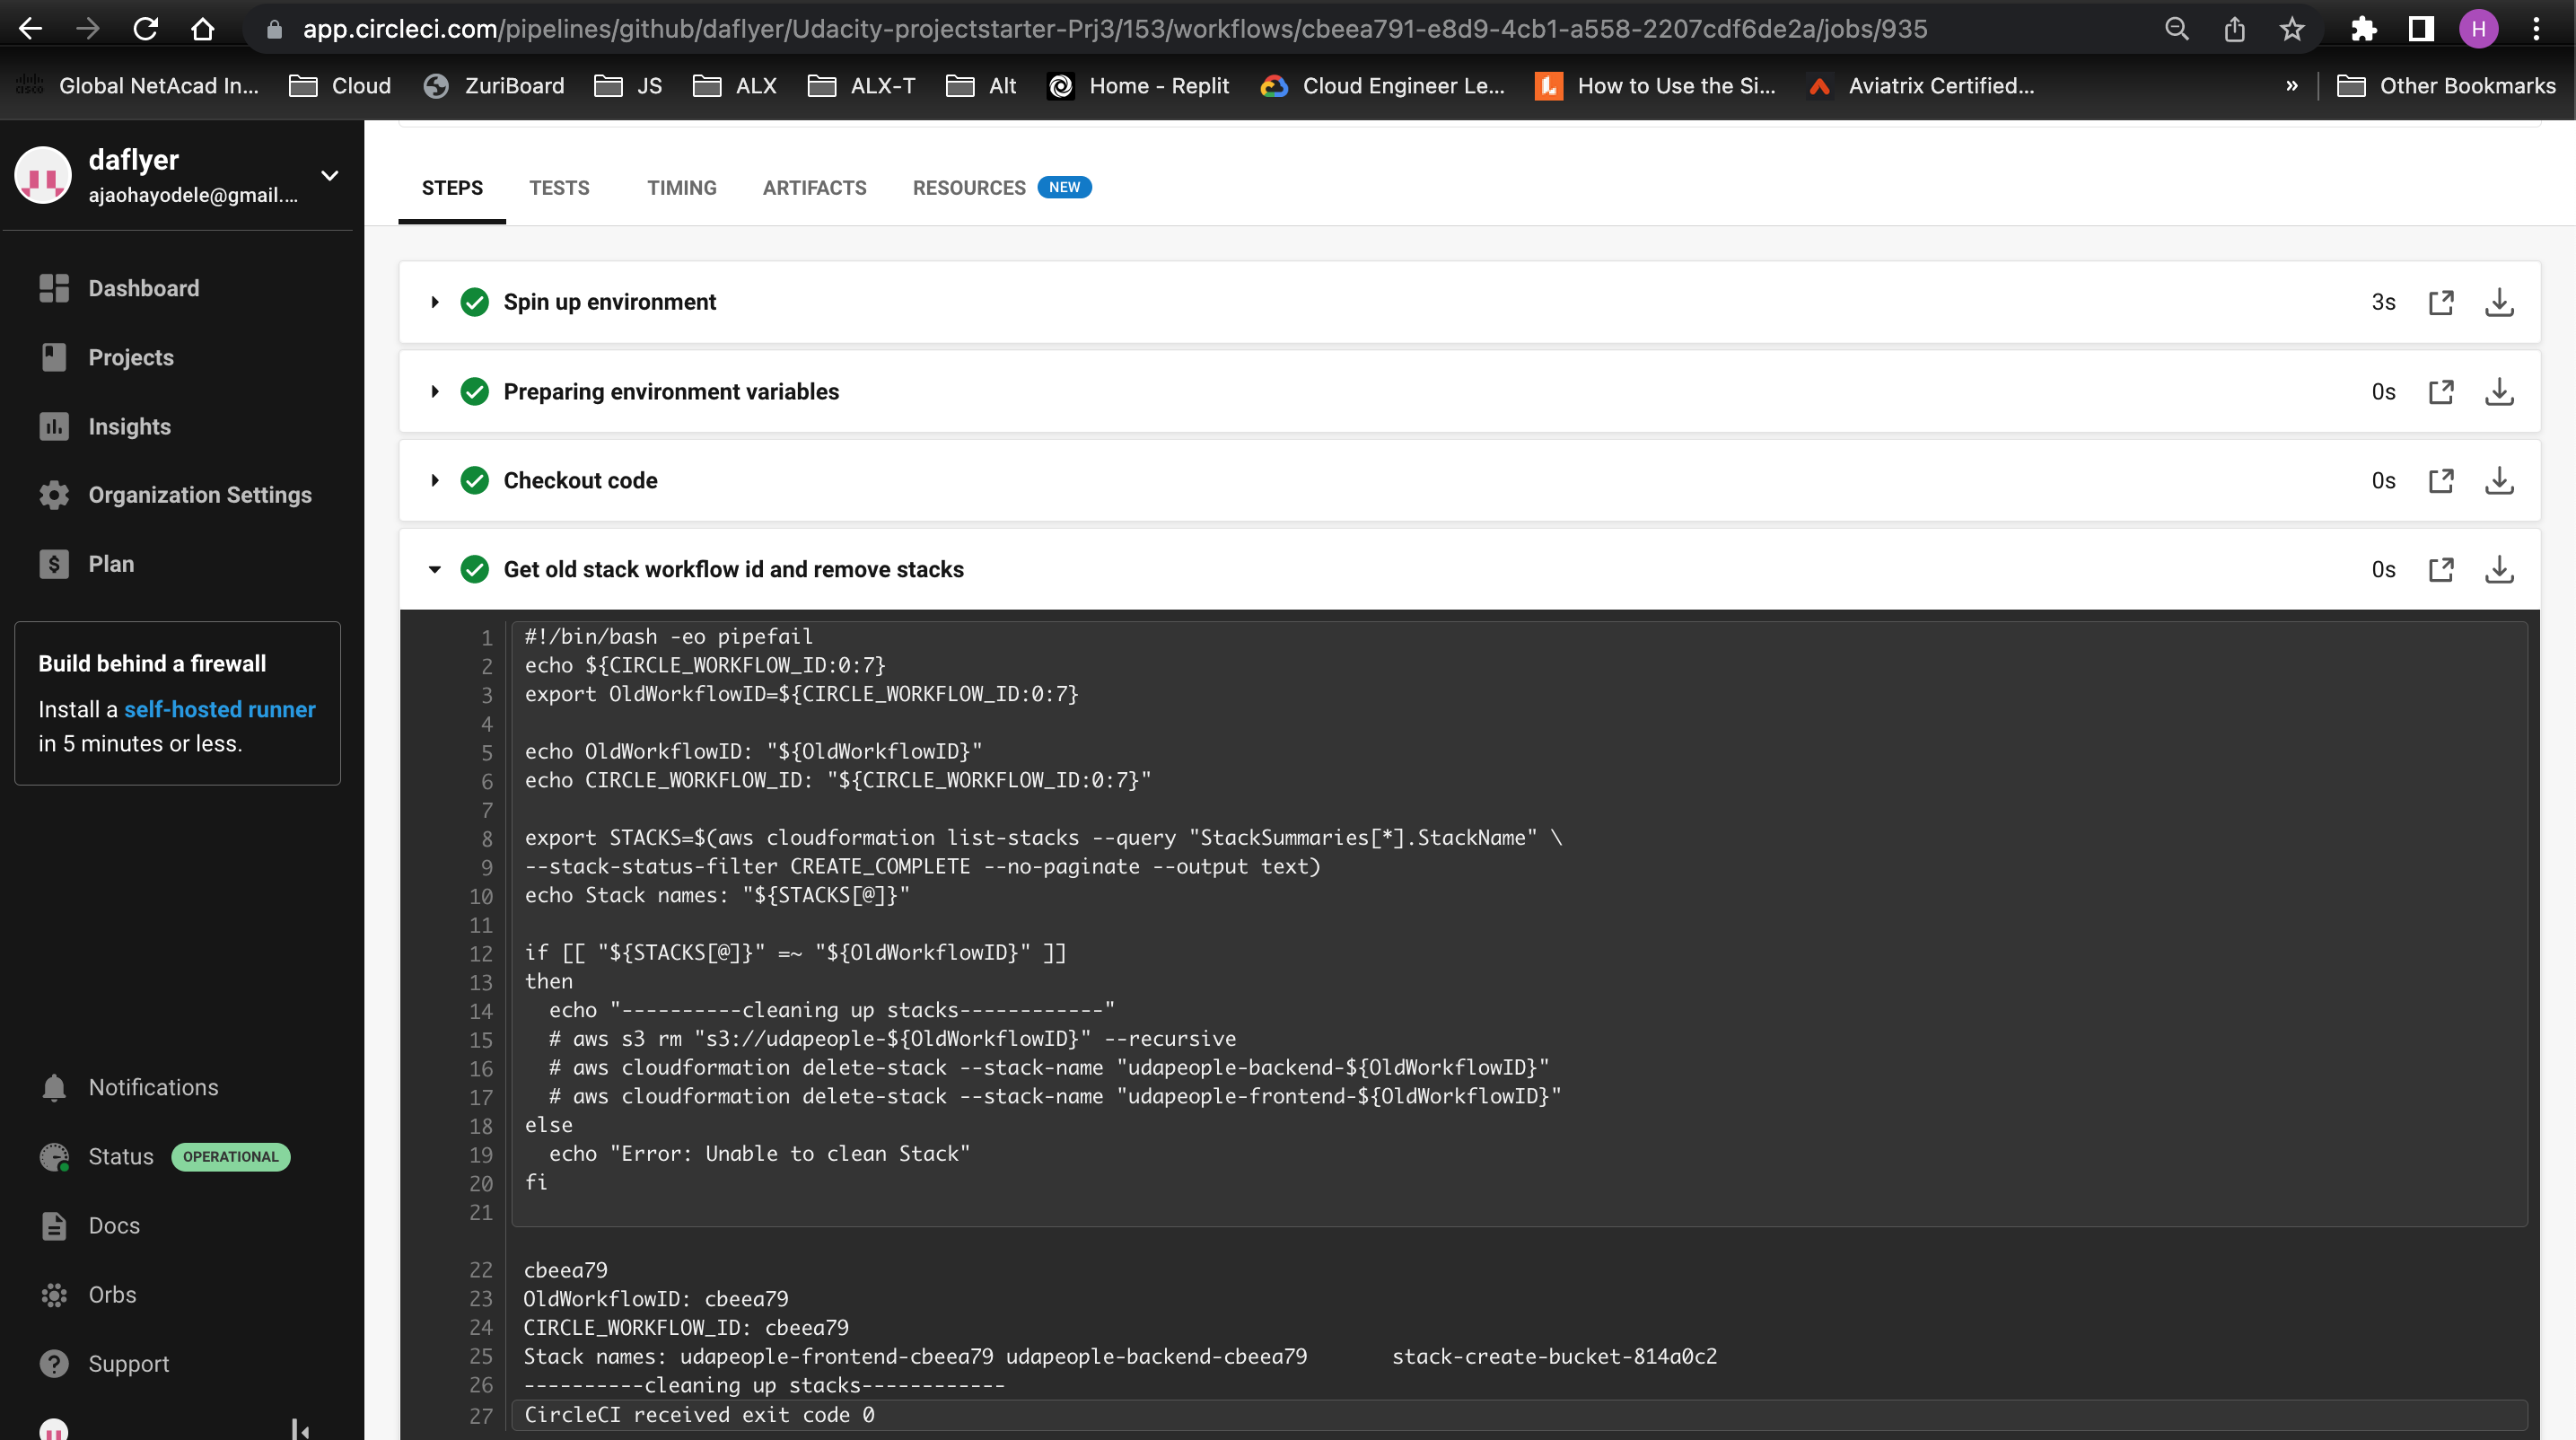 app.circleci.com/pipelines/github/daflyer/Udacity-projectstarter-Prj3/153/workflows/cbeea791-e8d9-4cb1-a558-2207cdf6de2a/jobs/935
H
cisco Global NetAcad In... Cloud ZuriBoard JS ALX ALX-T Alt Home - Replit Cloud Engineer Le... How to Use the Si... Aviatrix Certified... » Other Bookmarks
daflyer
ajaohayodele@gmail....
Dashboard
Projects
Insights
Organization Settings
Plan
Build behind a firewall
Install a self-hosted runner
in 5 minutes or less.
Notifications
Status OPERATIONAL
Docs
Orbs
Support
STEPS TESTS TIMING ARTIFACTS RESOURCES NEW
Spin up environment 3s
Preparing environment variables 0s
Checkout code 0s
Get old stack workflow id and remove stacks 0s
1 #!/bin/bash -eo pipefail
2 echo ${CIRCLE_WORKFLOW_ID:0:7}
3 export OldWorkflowID=${CIRCLE_WORKFLOW_ID:0:7}
4
5 echo OldWorkflowID: "${OldWorkflowID}"
6 echo CIRCLE_WORKFLOW_ID: "${CIRCLE_WORKFLOW_ID:0:7}"
7
8 export STACKS=$(aws cloudformation list-stacks --query "StackSummaries[*].StackName" \
9 --stack-status-filter CREATE_COMPLETE --no-paginate --output text)
10 echo Stack names: "${STACKS[@]}"
11
12 if [[ "${STACKS[@]}" =~ "${OldWorkflowID}" ]]
13 then
14 echo "----------cleaning up stacks------------"
15 # aws s3 rm "s3://udapeople-${OldWorkflowID}" --recursive
16 # aws cloudformation delete-stack --stack-name "udapeople-backend-${OldWorkflowID}"
17 # aws cloudformation delete-stack --stack-name "udapeople-frontend-${OldWorkflowID}"
18 else
19 echo "Error: Unable to clean Stack"
20 fi
21
22 cbeea79
23 OldWorkflowID: cbeea79
24 CIRCLE_WORKFLOW_ID: cbeea79
25 Stack names: udapeople-frontend-cbeea79 udapeople-backend-cbeea79 stack-create-bucket-814a0c2
26 ----------cleaning up stacks------------
27 CircleCI received exit code 0